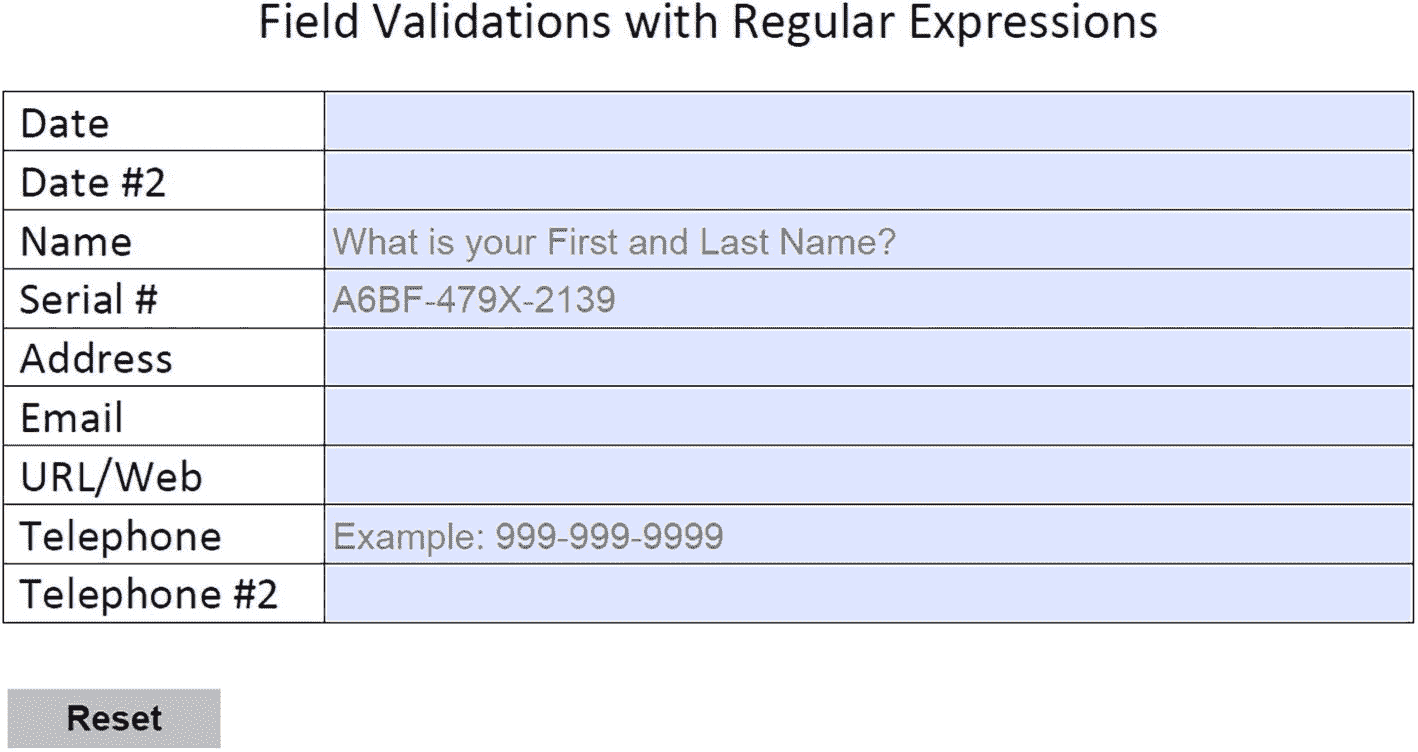 Field Validations with Regular Expressions
Date
Date #2
Name What is your First and Last Name?
Serial # A6BF-479X-2139
Address
Email
URL/Web
Telephone Example: 999-999-9999
Telephone #2
Reset